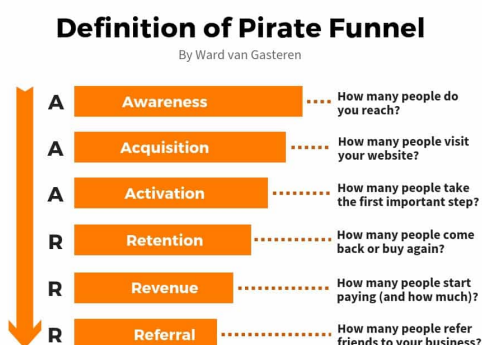 Definition of Pirate Funnel
By Ward van Gasteren
A Awareness How many people do
you reach?
A Acquisition How many people visit
your website?
A Activation How many people take
the first important step?
R Retention How many people come
back or buy again?
R Revenue How many people start
paying (and how much)?
R Referral How many people refer
friends to your business?